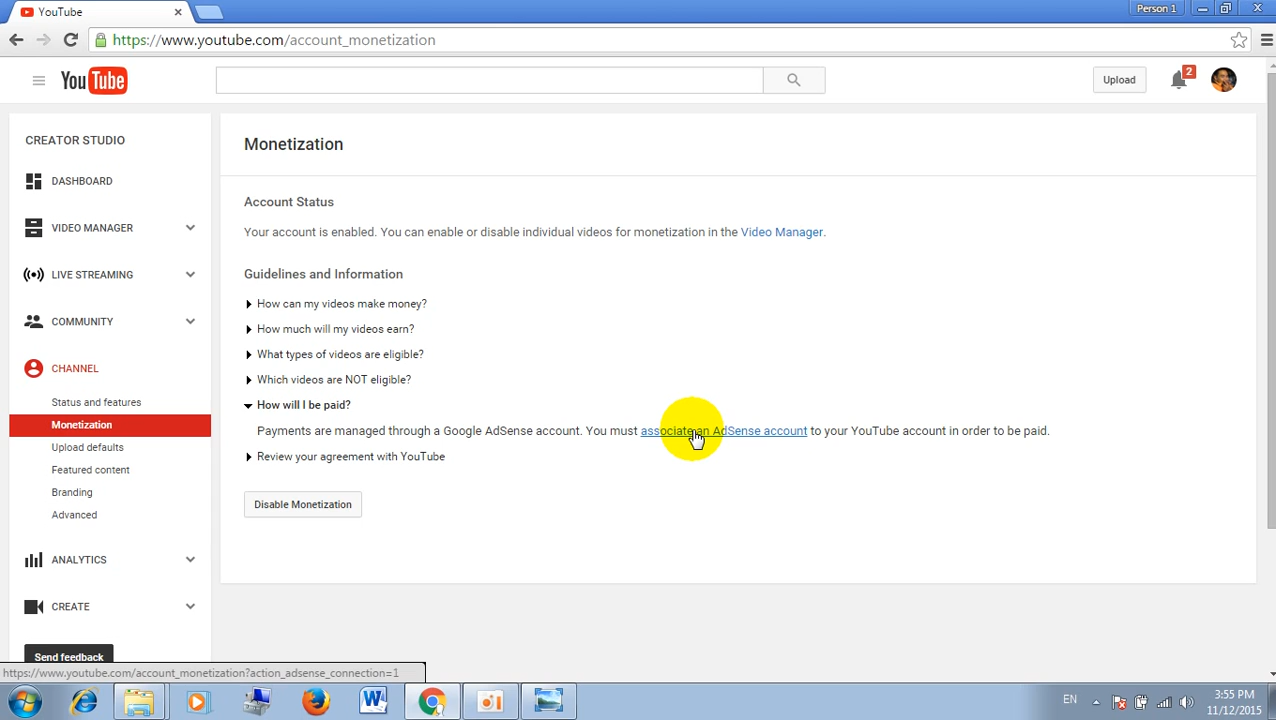 YouTube
Person 1
https://www.youtube.com/account_monetization
YouTube
Upload
2
CREATOR STUDIO
DASHBOARD
VIDEO MANAGER
LIVE STREAMING
COMMUNITY
CHANNEL
Status and features
Monetization
Upload defaults
Featured content
Branding
Advanced
ANALYTICS
CREATE
Send feedback
Monetization
Account Status
Your account is enabled. You can enable or disable individual videos for monetization in the Video Manager.
Guidelines and Information
How can my videos make money?
How much will my videos earn?
What types of videos are eligible?
Which videos are NOT eligible?
How will I be paid?
Payments are managed through a Google AdSense account. You must associate an AdSense account to your YouTube account in order to be paid.
Review your agreement with YouTube
Disable Monetization
https://www.youtube.com/account_monetization?action_adsense_connection=1
EN
3:55 PM
11/12/2015